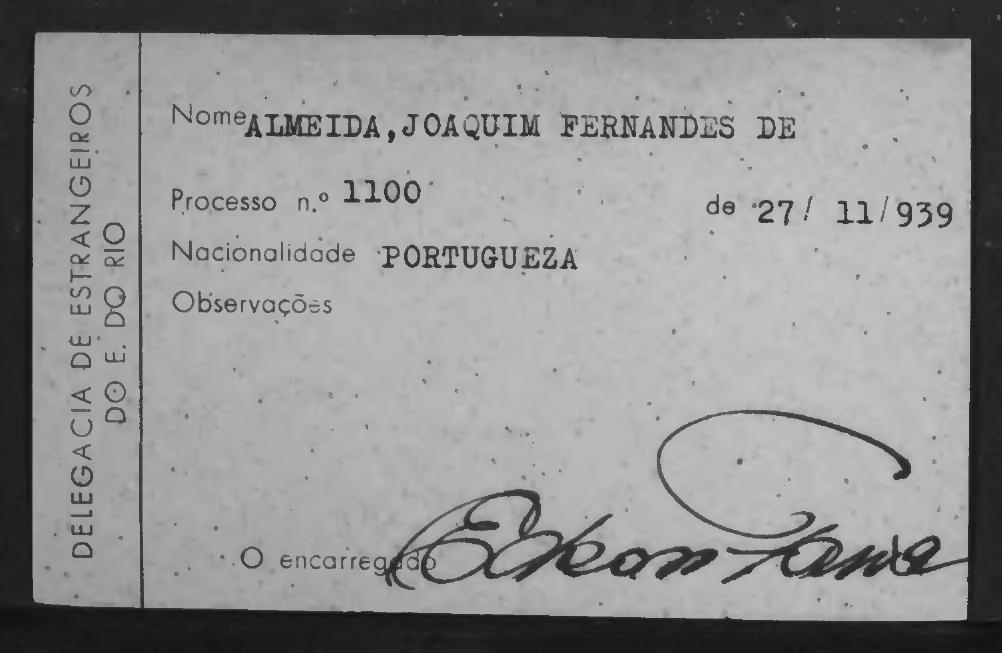 DELEGACIA DE ESTRANGEIROS
DO E. DO RIO
Nome ALMEIDA, JOAQUIM FERNANDES DE
Processo n.º 1100 de 27/ 11/939
Nacionalidade PORTUGUEZA
Observações
O encarregado